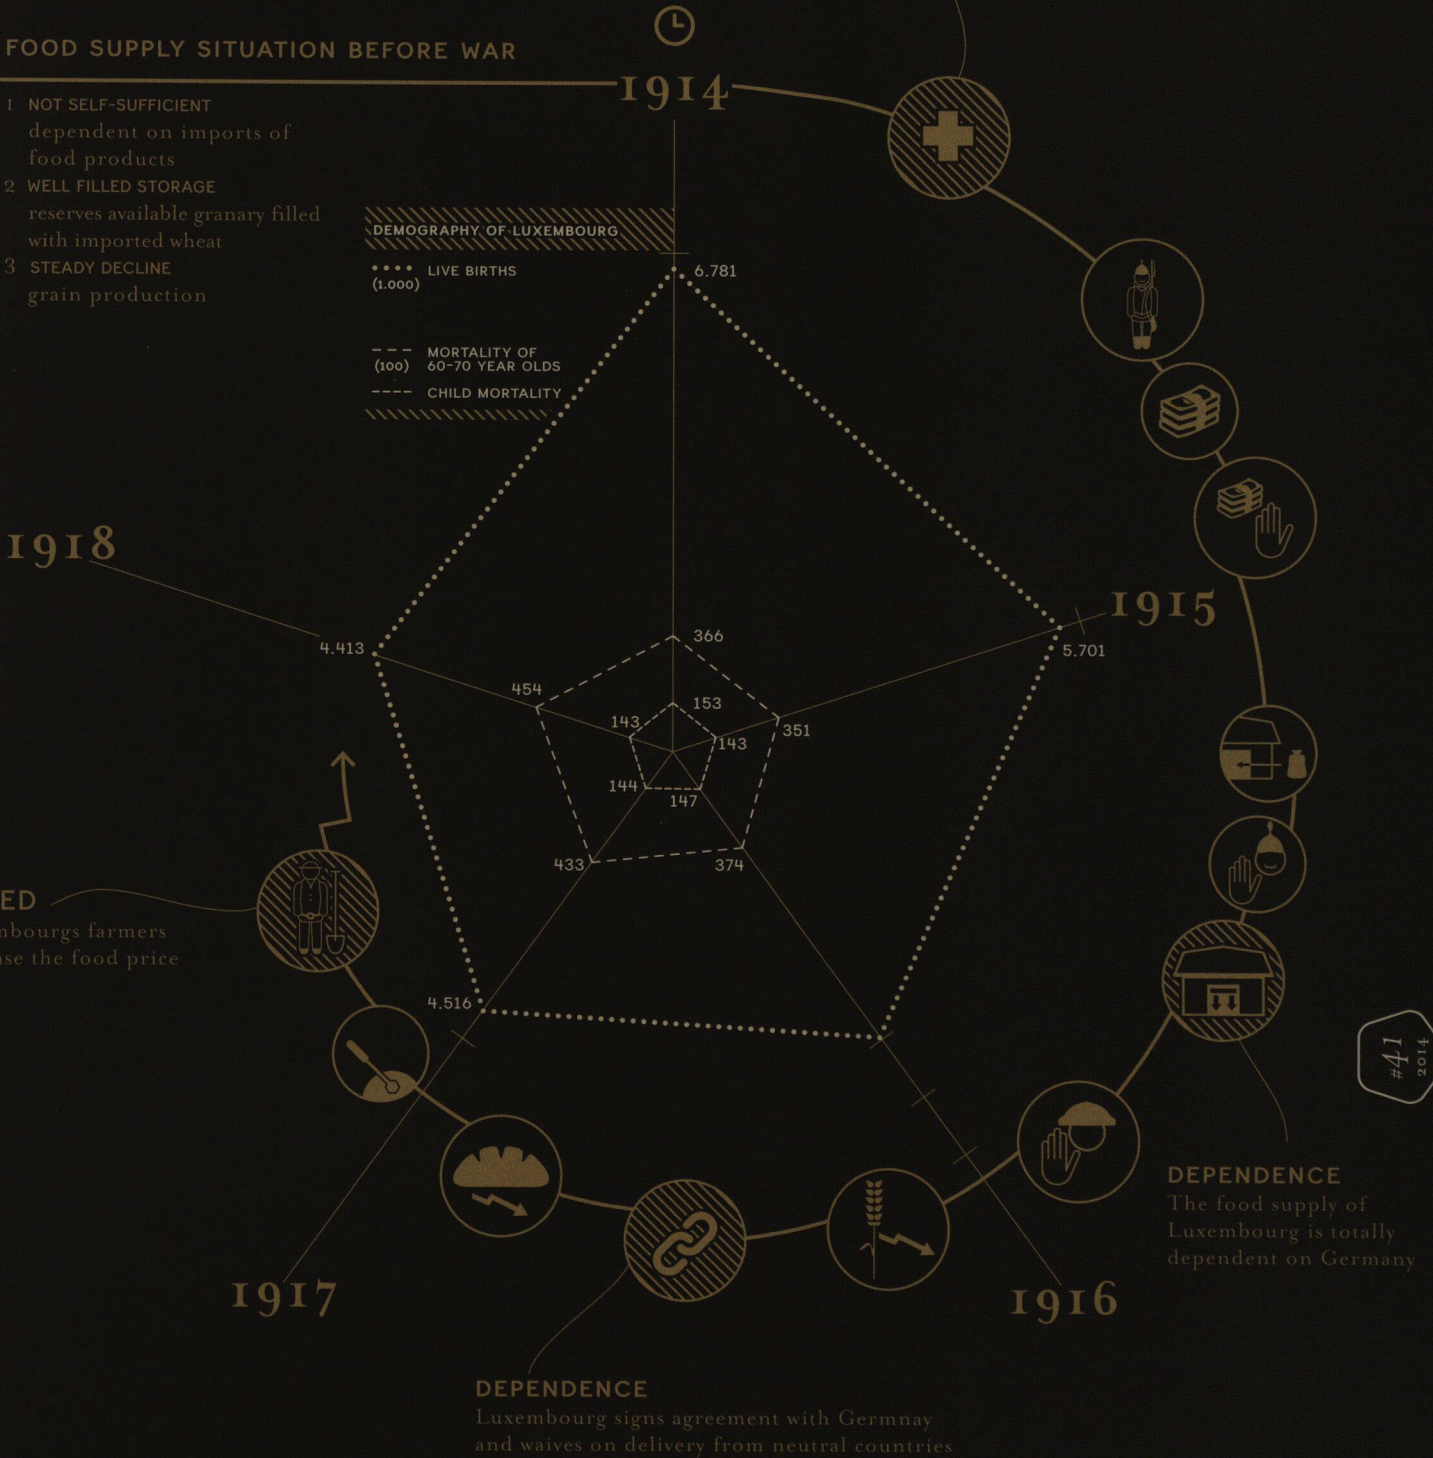 FOOD SUPPLY SITUATION BEFORE WAR
1914
1 NOT SELF-SUFFICIENT
dependent on imports of
food products
2 WELL FILLED STORAGE
reserves available granary filled
with imported wheat
3 STEADY DECLINE
grain production
DEMOGRAPHY OF LUXEMBOURG
LIVE BIRTHS
(1.000)
MORTALITY OF
(100) 60-70 YEAR OLDS
CHILD MORTALITY
6.781
1918
1915
4.413
366
5.701
454
153
143
351
143
144
147
433
374
ED
nbourgs farmers
se the food price
4.516
#41
2014
DEPENDENCE
The food supply of
Luxembourg is totally
dependent on Germany
1917
1916
DEPENDENCE
Luxembourg signs agreement with Germnay
and waives on delivery from neutral countries